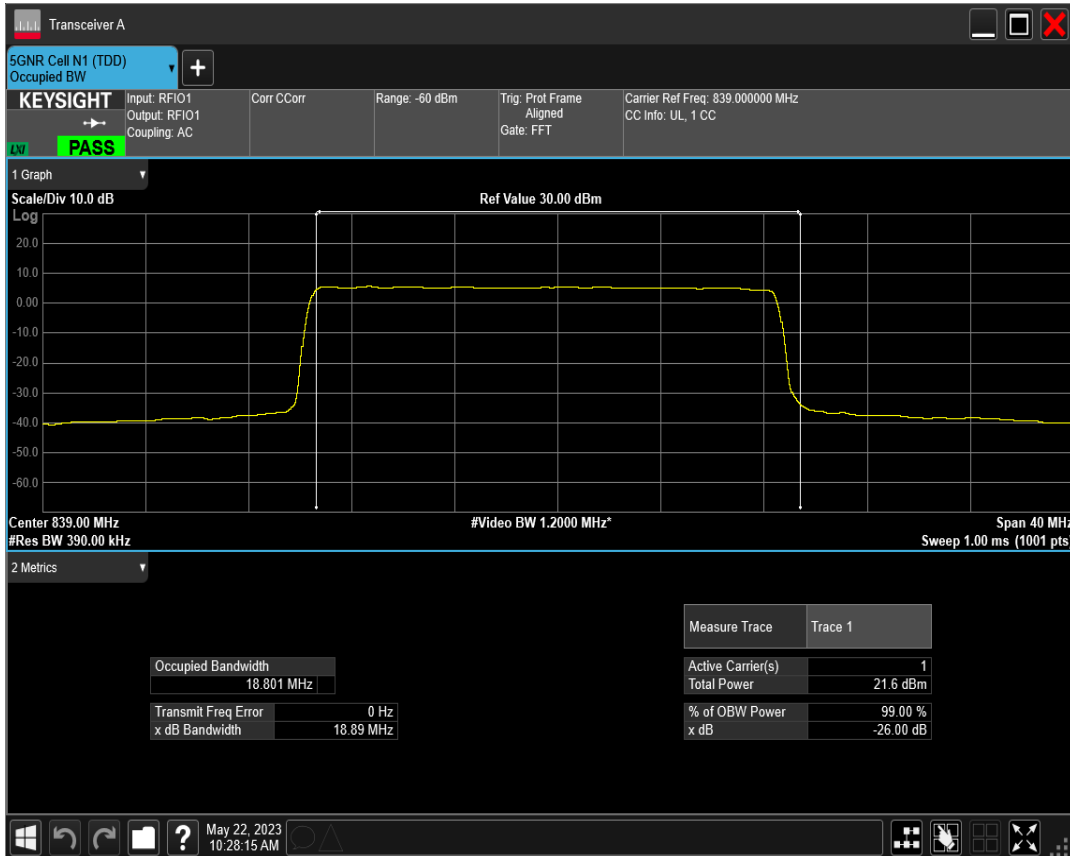 Transceiver A
5GNR Cell N1 (TDD)
Occupied BW
KEYSIGHT
LXI
PASS
Input: RFIO1
Output: RFIO1
Coupling: AC
Corr CCorr
Range: -60 dBm
Trig: Prot Frame
Aligned
Gate: FFT
Carrier Ref Freq: 839.000000 MHz
CC Info: UL, 1 CC
1 Graph
Scale/Div 10.0 dB
Ref Value 30.00 dBm
Log
20.0
10.0
0.00
-10.0
-20.0
-30.0
-40.0
-50.0
-60.0
Center 839.00 MHz
#Video BW 1.2000 MHz*
Span 40 MHz
#Res BW 390.00 kHz
Sweep 1.00 ms (1001 pts)
2 Metrics
Measure Trace Trace 1
Occupied Bandwidth
18.801 MHz
Active Carrier(s) 1
Total Power 21.6 dBm
Transmit Freq Error 0 Hz
x dB Bandwidth 18.89 MHz
% of OBW Power 99.00 %
x dB -26.00 dB
?
May 22, 2023
10:28:15 AM